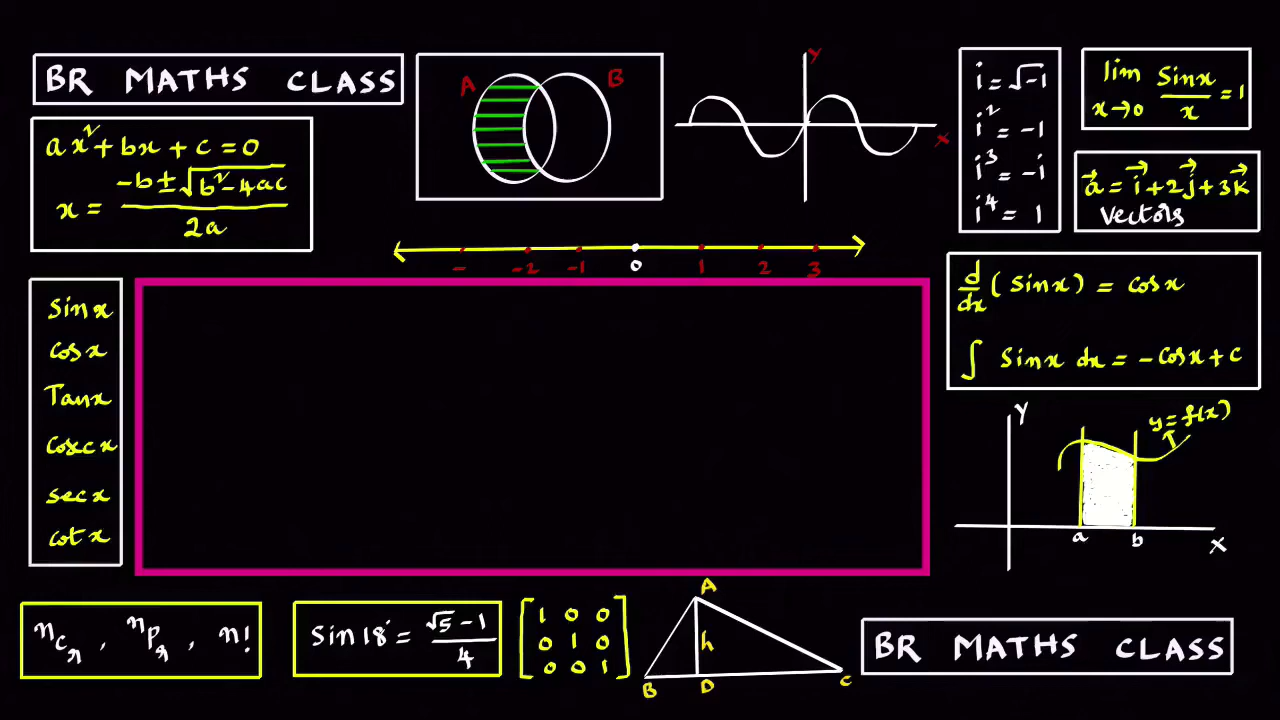 BR MATHS CLASS
ax²+bx+c=0
x = (-b±√(b²-4ac))/2a
A B
Y
X
- -2 -1 0 1 2 3
i=√-1
i²=-1
i³=-i
i⁴=1
lim x→0 Sinx/x=1
a⃗=i⃗+2j⃗+3k⃗
Vectors
d/dx(Sinx)=Cosx
∫Sinx dx=-Cosx+c
Sinx
Cosx
Tanx
Cosecx
secx
cotx
Y
y=f(x)
a b X
nCr, nPr, n!
Sin18°=(√5-1)/4
1 0 0
0 1 0
0 0 1
A
h
B D C
BR MATHS CLASS